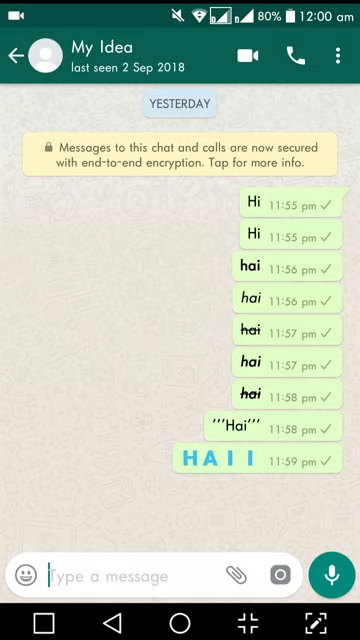 80% 12:00 am
My Idea
last seen 2 Sep 2018
YESTERDAY
Messages to this chat and calls are now secured
with end-to-end encryption. Tap for more info.
Hi 11:55 pm
Hi 11:55 pm
hai 11:56 pm
hai 11:56 pm
hai 11:57 pm
hai 11:57 pm
hai 11:58 pm
’’’Hai’’’ 11:58 pm
H A I I 11:59 pm
Type a message